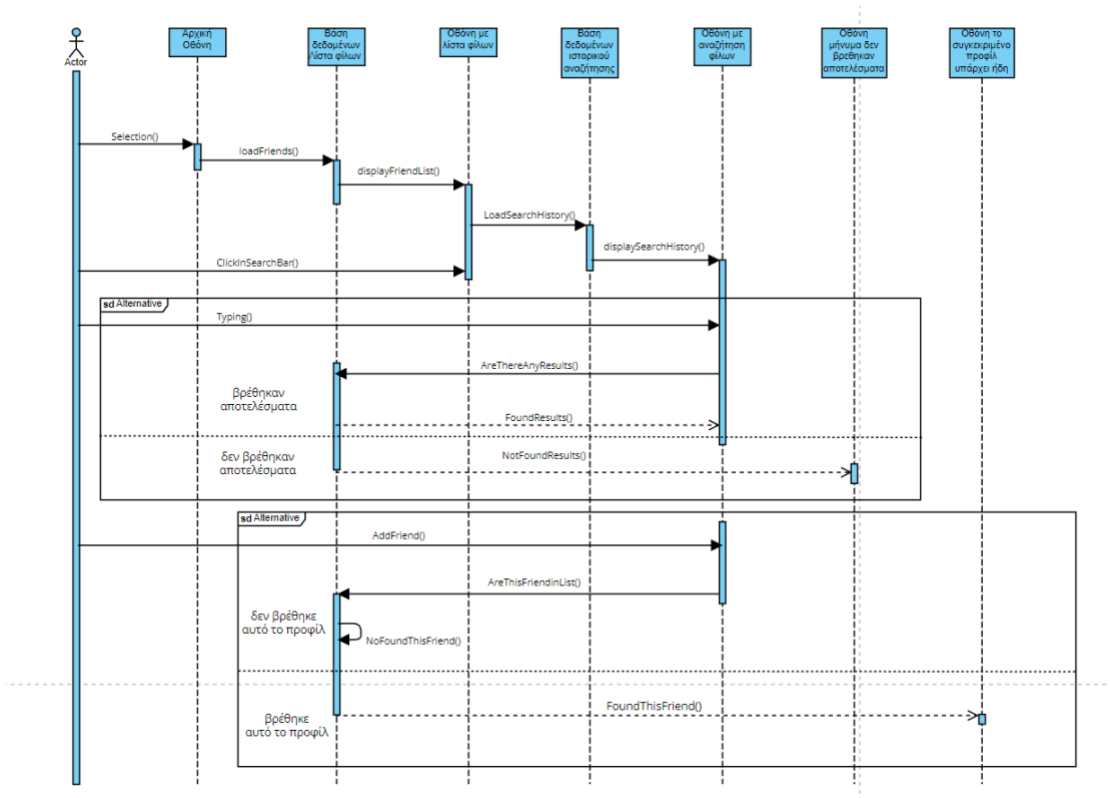 Actor
Αρχική
Οθόνη
Βάση
δεδομένων
Λίστα φίλων
Οθόνη με
λίστα φίλων
Βάση
δεδομένων
ιστορικού
αναζήτησης
Οθόνη με
αναζήτηση
φίλων
Οθόνη
μήνυμα δεν
βρεθηκαν
αποτελέσματα
Οθόνη το
συγκεκριμένο
προφίλ
υπάρχει ήδη
Selection()
loadFriends()
displayFriendList()
LoadSearchHistory()
displaySearchHistory()
ClickInSearchBar()
sd Alternative
Typing()
AreThereAnyResults()
βρέθηκαν
αποτελέσματα
FoundResults()
δεν βρέθηκαν
αποτελέσματα
NotFoundResults()
sd Alternative
AddFriend()
AreThisFriendinList()
δεν βρέθηκε
αυτό το προφίλ
NoFoundThisFriend()
FoundThisFriend()
βρέθηκε
αυτό το προφίλ